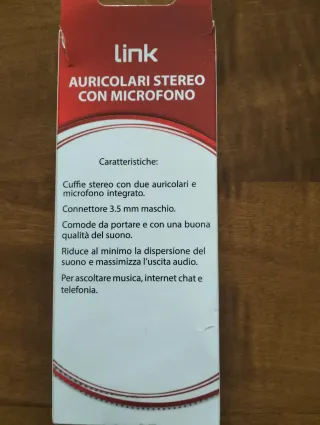 link
AURICOLARI STEREO
CON MICROFONO
Caratteristiche:
Cuffie stereo con due auricolari e
microfono integrato.
Connettore 3.5 mm maschio.
Comode da portare e con una buona
qualità del suono.
Riduce al minimo la dispersione del
suono e massimizza l'uscita audio.
Per ascoltare musica, internet chat e
telefonia.